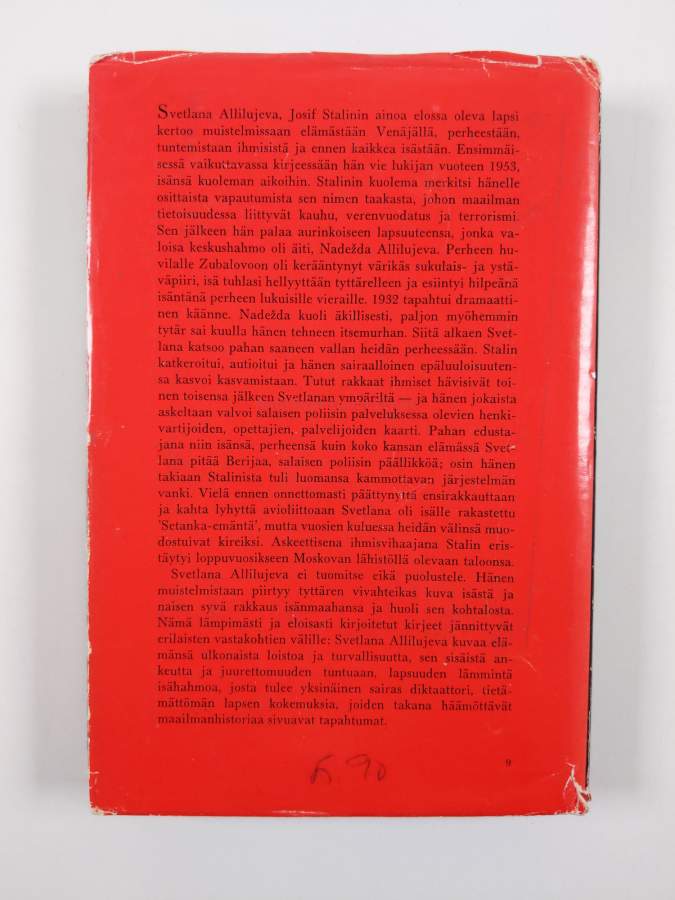 Svetlana Allilujeva, Josif Stalinin ainoa elossa oleva lapsi
kertoo muistelmissaan elämästään Venäjällä, perheestään,
tuntemistaan ihmisistä ja ennen kaikkea isästään. Ensimmäi-
sessä vaikuttavassa kirjeessään hän vie lukijan vuoteen 1953,
isänsä kuoleman aikoihin. Stalinin kuolema merkitsi hänelle
osittaista vapautumista sen nimen taakasta, johon maailman
tietoisuudessa liittyvät kauhu, verenvuodatus ja terrorismi.
Sen jälkeen hän palaa aurinkoiseen lapsuuteensa, jonka va-
loisa keskushahmo oli äiti, Nadežda Allilujeva. Perheen hu-
vilalle Zubalovoon oli kerääntynyt värikäs sukulais- ja ystä-
väpiiri, isä tuhlasi hellyyttään tyttärelleen ja esiintyi hilpeänä
isäntänä perheen lukuisille vieraille. 1932 tapahtui dramaatti-
nen käänne. Nadežda kuoli äkillisesti, paljon myöhemmin
tytär sai kuulla hänen tehneen itsemurhan. Siitä alkaen Svet-
lana katsoo pahan saaneen vallan heidän perheessään. Stalin
katkeroitui, autioitui ja hänen sairaalloinen epäluuloisuuten-
sa kasvoi kasvamistaan. Tutut rakkaat ihmiset hävisivät toi-
nen toisensa jälkeen Svetlanan ympäriltä — ja hänen jokaista
askeltaan valvoi salaisen poliisin palveluksessa olevien henki-
vartijoiden, opettajien, palvelijoiden kaarti. Pahan edusta-
jana niin isänsä, perheensä kuin koko kansan elämässä Svet-
lana pitää Berijaa, salaisen poliisin päällikköä; osin hänen
takiaan Stalinista tuli luomansa kammottavan järjestelmän
vanki. Vielä ennen onnettomasti päättynyttä ensirakkauttaan
ja kahta lyhyttä avioliittoaan Svetlana oli isälle rakastettu
’Setanka-emäntä’, mutta vuosien kuluessa heidän välinsä muo-
dostuivat kireiksi. Askeettisena ihmisvihaajana Stalin eris-
täytyi loppuvuosikseen Moskovan lähistöllä olevaan taloonsa.
Svetlana Allilujeva ei tuomitse eikä puolustele. Hänen
muistelmistaan piirtyy tyttären vivahteikas kuva isästä ja
naisen syvä rakkaus isänmaahansa ja huoli sen kohtalosta.
Nämä lämpimästi ja eloisasti kirjoitetut kirjeet jännittyvät
erilaisten vastakohtien välille: Svetlana Allilujeva kuvaa elä-
mänsä ulkonaista loistoa ja turvallisuutta, sen sisäistä an-
keutta ja juurettomuuden tuntuaan, lapsuuden lämmintä
isähahmoa, josta tulee yksinäinen sairas diktaattori, tietä-
mättömän lapsen kokemuksia, joiden takana häämöttävät
maailmanhistoriaa sivuavat tapahtumat.
9